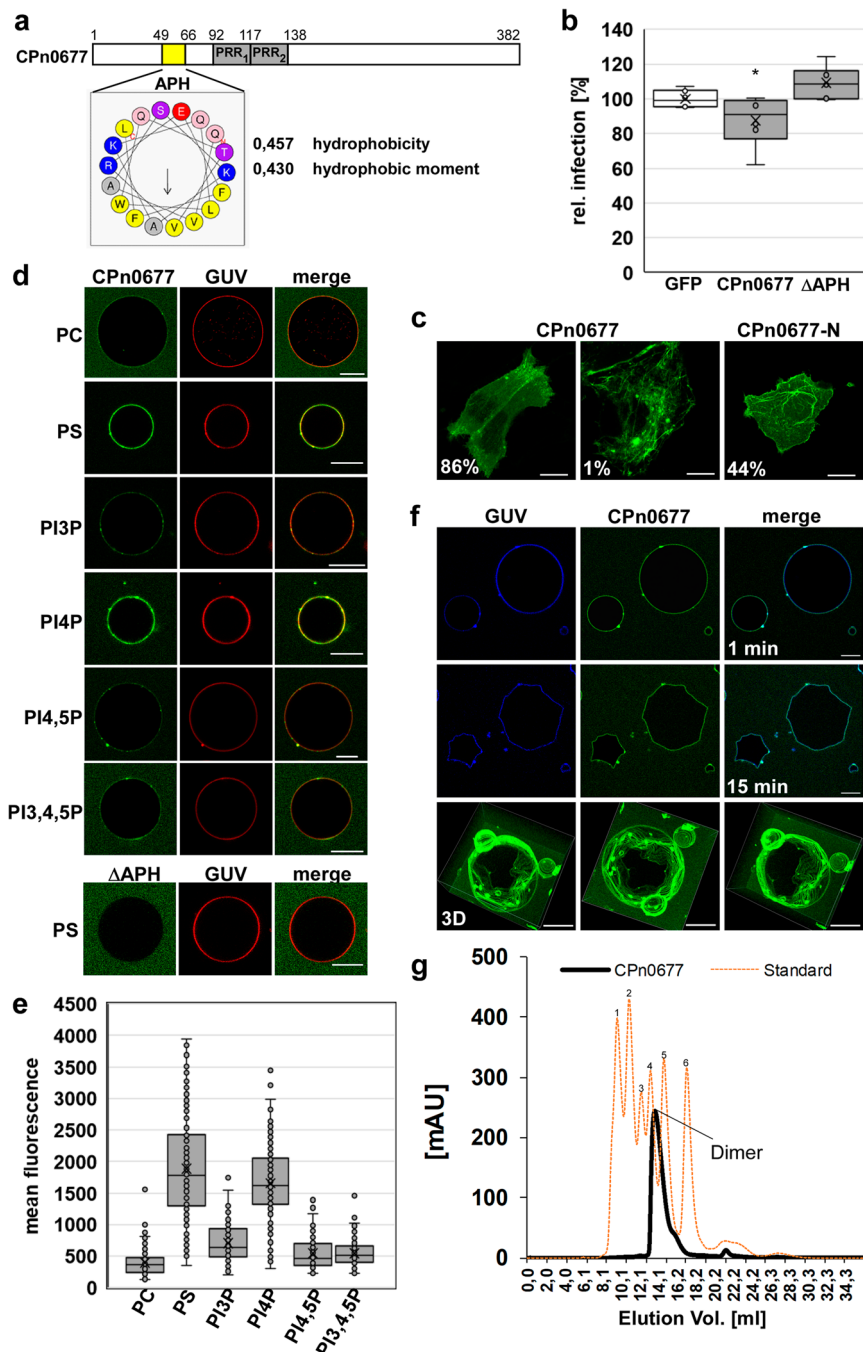 a
1 49 66 92 117 138 382
CPn0677 PRR1 PRR2
APH
Q S E Q Q T K F L V V A F W A R K L
0,457 hydrophobicity
0,430 hydrophobic moment
b
rel. infection [%]
140
120
100
80
60
40
20
0
*
GFP CPn0677 ΔAPH
c
CPn0677 CPn0677-N
86% 1% 44%
d
CPn0677 GUV merge
PC
PS
PI3P
PI4P
PI4,5P
PI3,4,5P
ΔAPH GUV merge
PS
e
mean fluorescence
4500
4000
3500
3000
2500
2000
1500
1000
500
0
PC PS PI3P PI4P PI4,5P PI3,4,5P
f
GUV CPn0677 merge
1 min
15 min
3D
g
CPn0677 Standard
[mAU]
500
400
300
200
100
0
1 2 3 4 5 6
Dimer
0,0 2,0 4,0 6,1 8,1 10,1 12,1 14,1 16,2 18,2 20,2 22,2 24,2 26,3 28,3 30,3 32,3 34,3
Elution Vol. [ml]